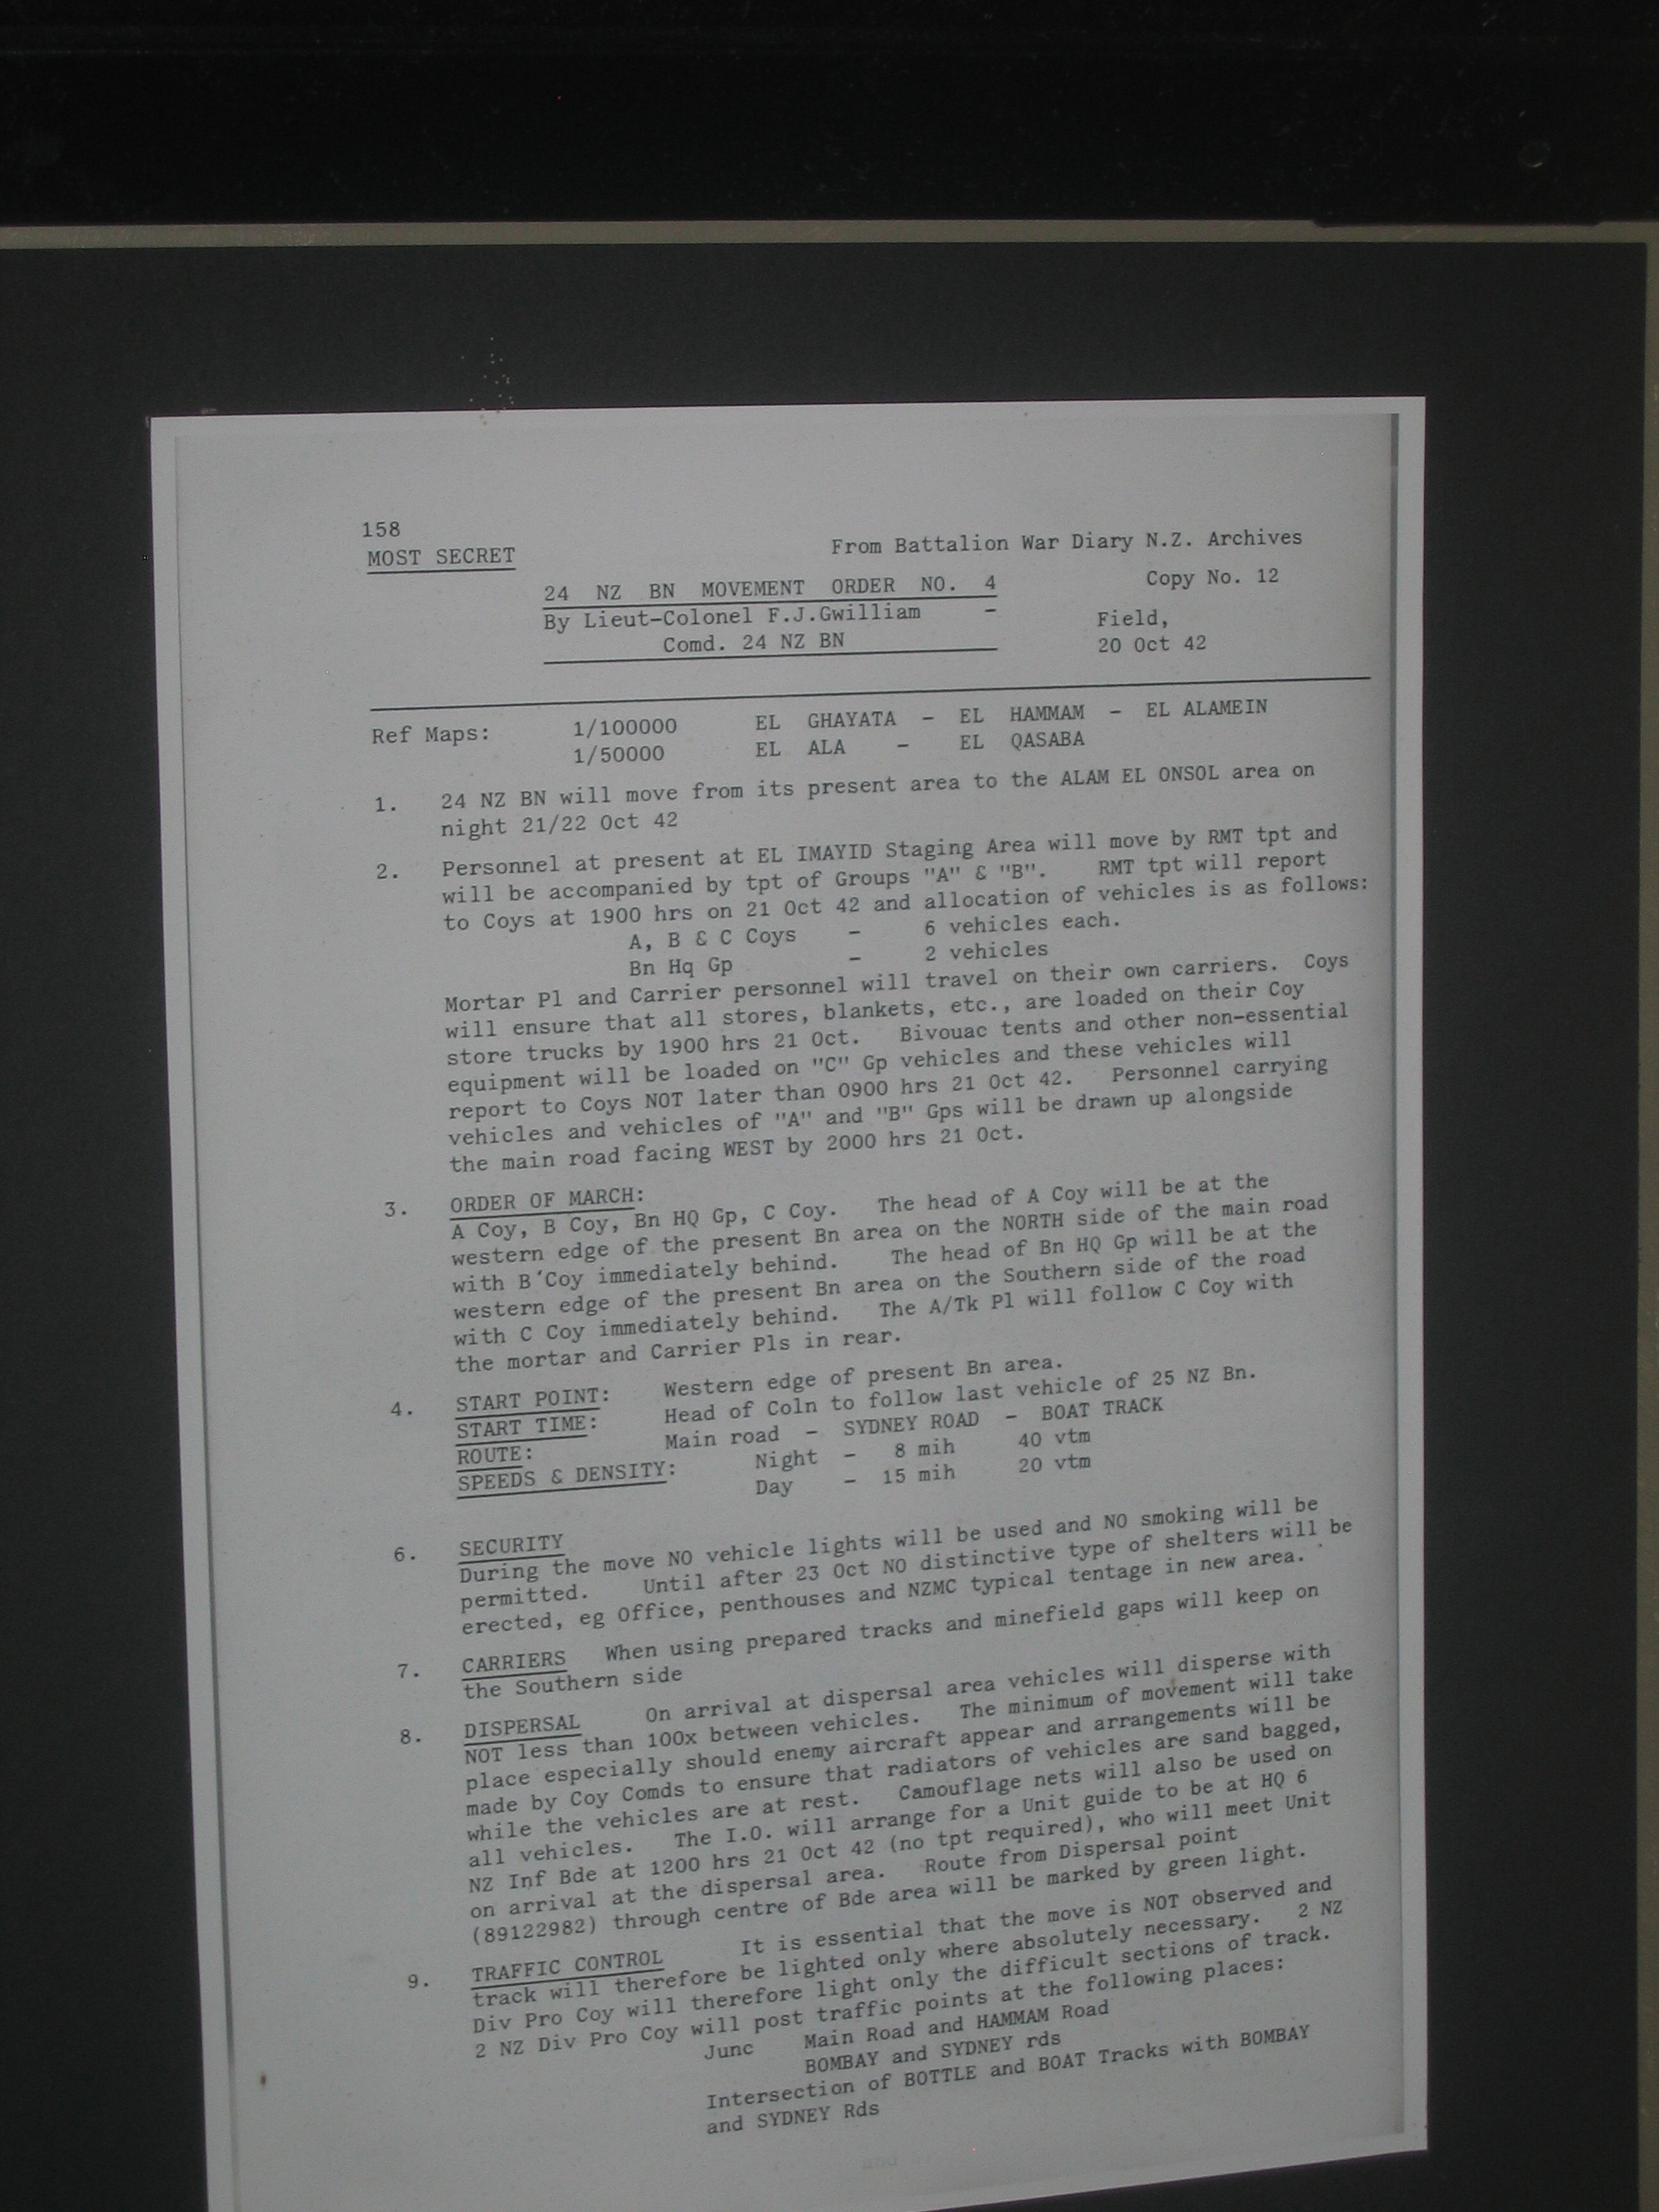 158
MOST SECRET
From Battalion War Diary N.Z. Archives
24 NZ BN MOVEMENT ORDER NO. 4
Copy No. 12
By Lieut-Colonel F.J.Gwilliam -
Field,
Comd. 24 NZ BN
20 Oct 42
Ref Maps: 1/100000 EL GHAYATA - EL HAMMAM - EL ALAMEIN
1/50000 EL ALA - EL QASABA
1. 24 NZ BN will move from its present area to the ALAM EL ONSOL area on
night 21/22 Oct 42
2. Personnel at present at EL IMAYID Staging Area will move by RMT tpt and
will be accompanied by tpt of Groups "A" & "B". RMT tpt will report
to Coys at 1900 hrs on 21 Oct 42 and allocation of vehicles is as follows:
A, B & C Coys - 6 vehicles each.
Bn Hq Gp - 2 vehicles
Mortar Pl and Carrier personnel will travel on their own carriers. Coys
will ensure that all stores, blankets, etc., are loaded on their Coy
store trucks by 1900 hrs 21 Oct. Bivouac tents and other non-essential
equipment will be loaded on "C" Gp vehicles and these vehicles will
report to Coys NOT later than 0900 hrs 21 Oct 42. Personnel carrying
vehicles and vehicles of "A" and "B" Gps will be drawn up alongside
the main road facing WEST by 2000 hrs 21 Oct.
3. ORDER OF MARCH:
A Coy, B Coy, Bn HQ Gp, C Coy. The head of A Coy will be at the
western edge of the present Bn area on the NORTH side of the main road
with B Coy immediately behind. The head of Bn HQ Gp will be at the
western edge of the present Bn area on the Southern side of the road
with C Coy immediately behind. The A/Tk Pl will follow C Coy with
the mortar and Carrier Pls in rear.
4. START POINT: Western edge of present Bn area.
START TIME: Head of Coln to follow last vehicle of 25 NZ Bn.
ROUTE: Main road - SYDNEY ROAD - BOAT TRACK
SPEEDS & DENSITY: Night - 8 mih 40 vtm
Day - 15 mih 20 vtm
6. SECURITY
During the move NO vehicle lights will be used and NO smoking will be
permitted. Until after 23 Oct NO distinctive type of shelters will be
erected, eg Office, penthouses and NZMC typical tentage in new area.
7. CARRIERS When using prepared tracks and minefield gaps will keep on
the Southern side
8. DISPERSAL On arrival at dispersal area vehicles will disperse with
NOT less than 100x between vehicles. The minimum of movement will take
place especially should enemy aircraft appear and arrangements will be
made by Coy Comds to ensure that radiators of vehicles are sand bagged,
while the vehicles are at rest. Camouflage nets will also be used on
all vehicles. The I.O. will arrange for a Unit guide to be at HQ 6
NZ Inf Bde at 1200 hrs 21 Oct 42 (no tpt required), who will meet Unit
on arrival at the dispersal area. Route from Dispersal point
(89122982) through centre of Bde area will be marked by green light.
9. TRAFFIC CONTROL It is essential that the move is NOT observed and
track will therefore be lighted only where absolutely necessary. 2 NZ
Div Pro Coy will therefore light only the difficult sections of track.
2 NZ Div Pro Coy will post traffic points at the following places:
Junc Main Road and HAMMAM Road
BOMBAY and SYDNEY rds
Intersection of BOTTLE and BOAT Tracks with BOMBAY
and SYDNEY Rds